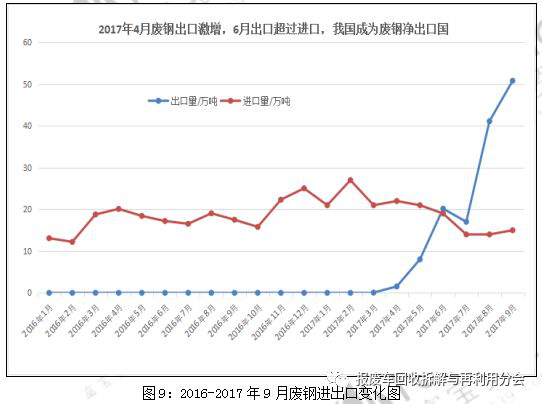 2017年4月废钢出口激增，6月出口超过进口，我国成为废钢净出口国
60
50
40
30
20
10
0
出口量/万吨 进口量/万吨
2016年1月 2016年2月 2016年3月 2016年4月 2016年5月 2016年6月 2016年7月 2016年8月 2016年9月 2016年10月 2016年11月 2016年12月 2017年1月 2017年2月 2017年3月 2017年4月 2017年5月 2017年6月 2017年7月 2017年8月 2017年9月
报废车回收拆解与再利用分会
图9：2016-2017年9月废钢进出口变化图